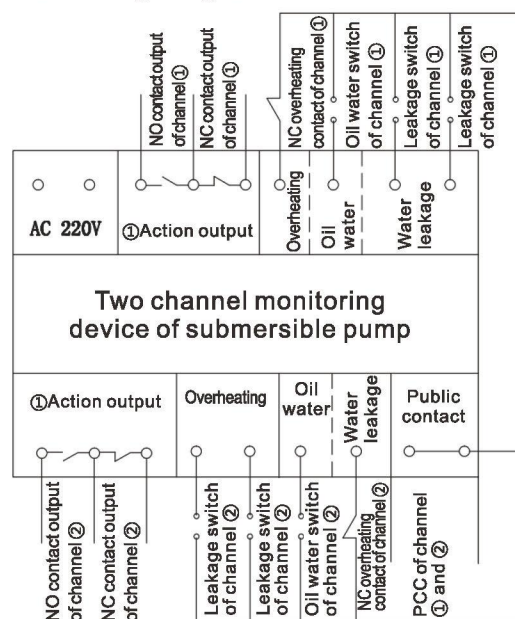 NO contact output
of channel ①
NC contact output
of channel ①
NC overheating
contact of channel ①
Oil water switch
of channel ①
Leakage switch
of channel ①
Leakage switch
of channel ①
AC 220V
①Action output
Overheating
Oil
water
Water
leakage
Two channel monitoring
device of submersible pump
①Action output
Overheating
Oil
water
Water
leakage
Public
contact
NO contact output
of channel ②
NC contact output
of channel ②
Leakage switch
of channel ②
Leakage switch
of channel ②
Oil water switch
of channel ②
NC overheating
contact of channel ②
PCC of channel
① and ②